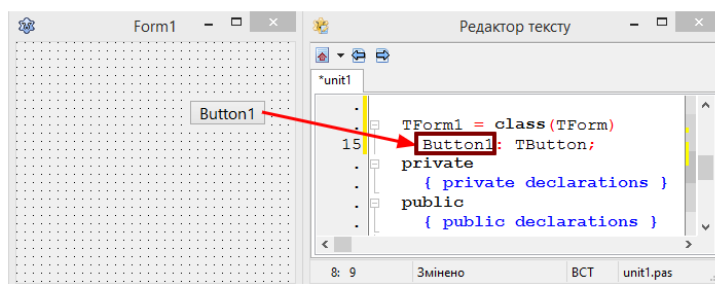 Form1
Button1
Редактор тексту
*unit1
TForm1 = class(TForm)
15 Button1: TButton;
private
{ private declarations }
public
{ public declarations }
8: 9 Змінено ВСТ unit1.pas